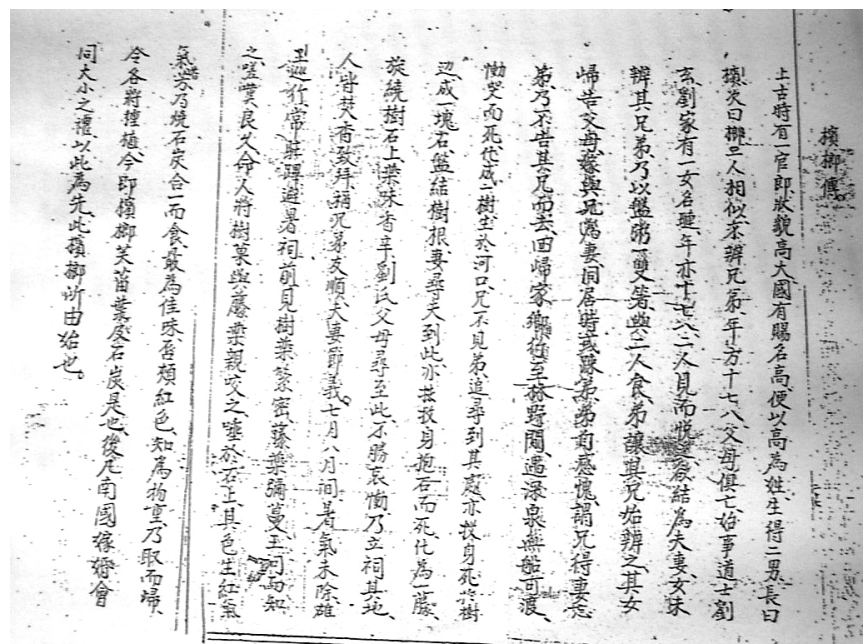 檳榔傳
上古時有一官郎狀貌高大國有賜名高便以高為姓生得二男長曰
檳次曰榔二人相似不辨兄弟年方十七八父母俱亡始事道士劉
玄劉家有一女名璉年亦十七八二人見而悅之欲結為夫妻女未
辨其兄弟乃以盤粥一雙箸與二人食弟讓其兄始辨之其女
歸告父母嫁與兄為妻同居時或踈弟弟自慼愧謂兄得妻忘
弟乃不告其兄而去回歸家鄉行至林野間遇深泉無船可渡
慟哭而死化成一樹生於河口兄不見弟追尋到其處亦投身死於樹
边成一塊石盤結樹根妻尋夫到此亦投身抱石而死化為一藤
旋繞樹石上葉味香辛劉氏父母尋至此不勝哀慟乃立祠其地
人皆焚香致拜稱兄弟友順夫妻節義七月八月間暑氣未除雄
王巡行常駐蹕避暑祠前見樹葉繁密藤葉彌蔓王問而知
之嗟嘆良久命人將樹菓與藤葉親咬之唾於石上其色生紅氣
氣芳乃燒石灰合一而食最為佳味唇頰紅色知為物重乃取而歸
令各將種植今即檳榔芙蒥葉及石炭是也後凡南國嫁婚會
同大小之禮以此為先此檳榔所由始也